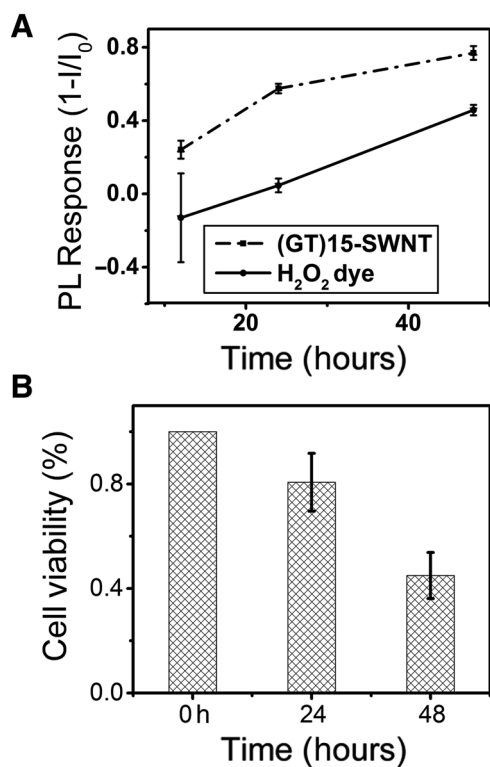 A
PL Response (1-I/I₀)
0.8
0.4
0.0
−0.4
(GT)15-SWNT
H₂O₂ dye
20
40
Time (hours)
B
Cell viability (%)
0.8
0.4
0.0
0 h
24
48
Time (hours)